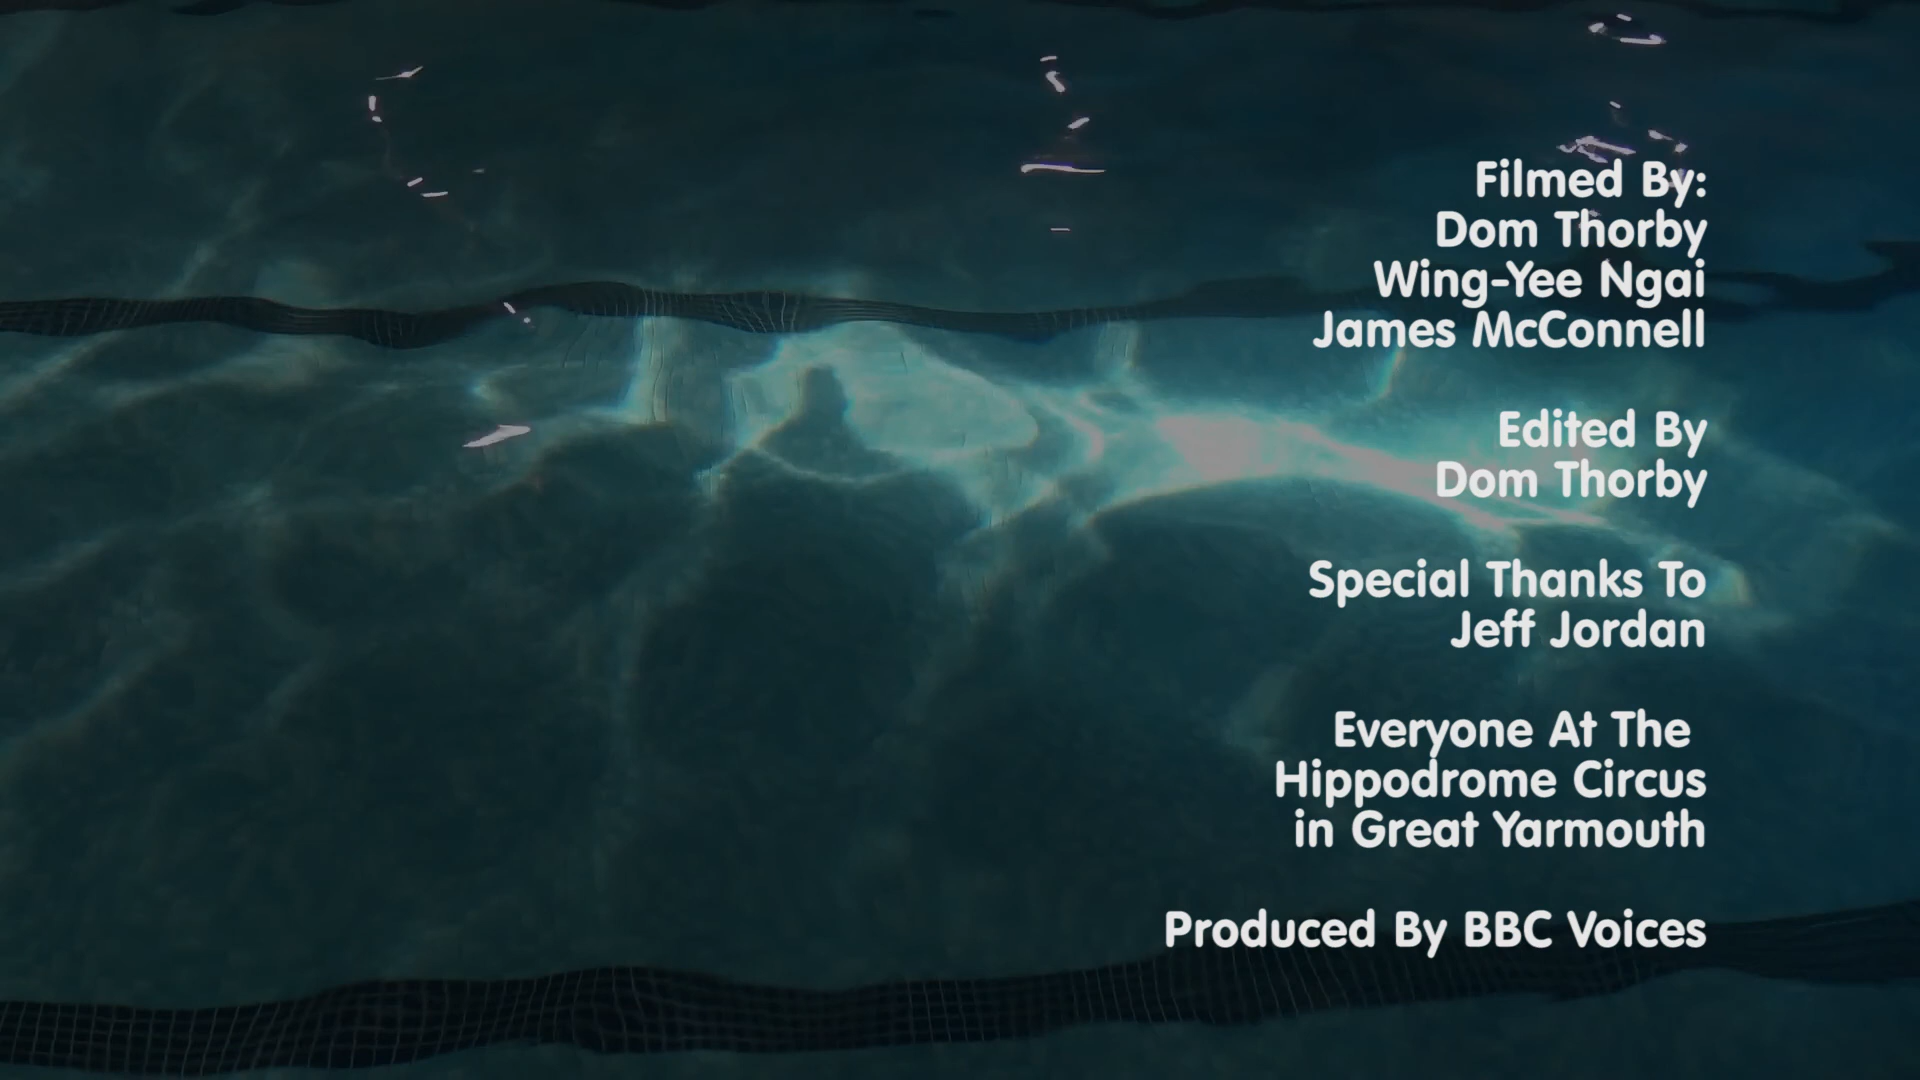 Filmed By:
Dom Thorby
Wing-Yee Ngai
James McConnell
Edited By
Dom Thorby
Special Thanks To
Jeff Jordan
Everyone At The
Hippodrome Circus
in Great Yarmouth
Produced By BBC Voices